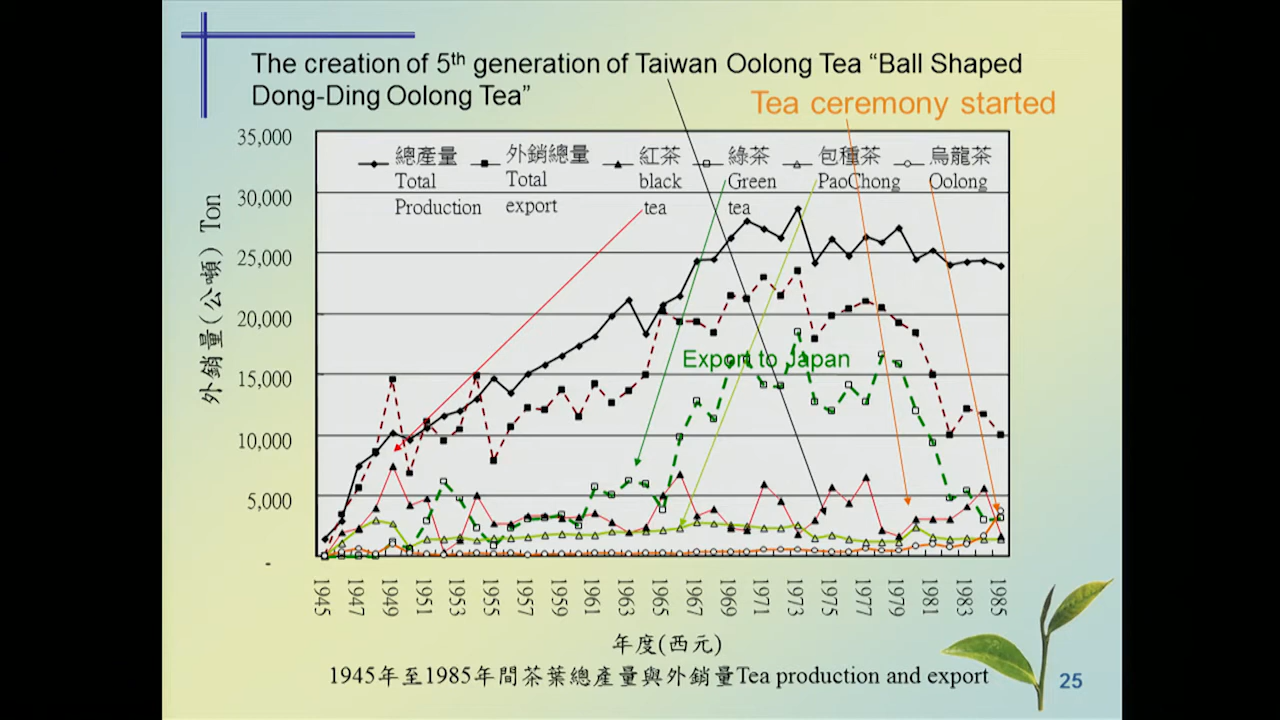 The creation of 5th generation of Taiwan Oolong Tea “Ball Shaped
Dong-Ding Oolong Tea”
Tea ceremony started
35,000
30,000
25,000
20,000
15,000
10,000
5,000
-
外銷量(公噸) Ton
總產量
Total
Production
外銷總量
Total
export
紅茶
black
tea
綠茶
Green
tea
包種茶
PaoChong
烏龍茶
Oolong
Export to Japan
1945
1947
1949
1951
1953
1955
1957
1959
1961
1963
1965
1967
1969
1971
1973
1975
1977
1979
1981
1983
1985
年度(西元)
1945年至1985年間茶葉總產量與外銷量Tea production and export
25